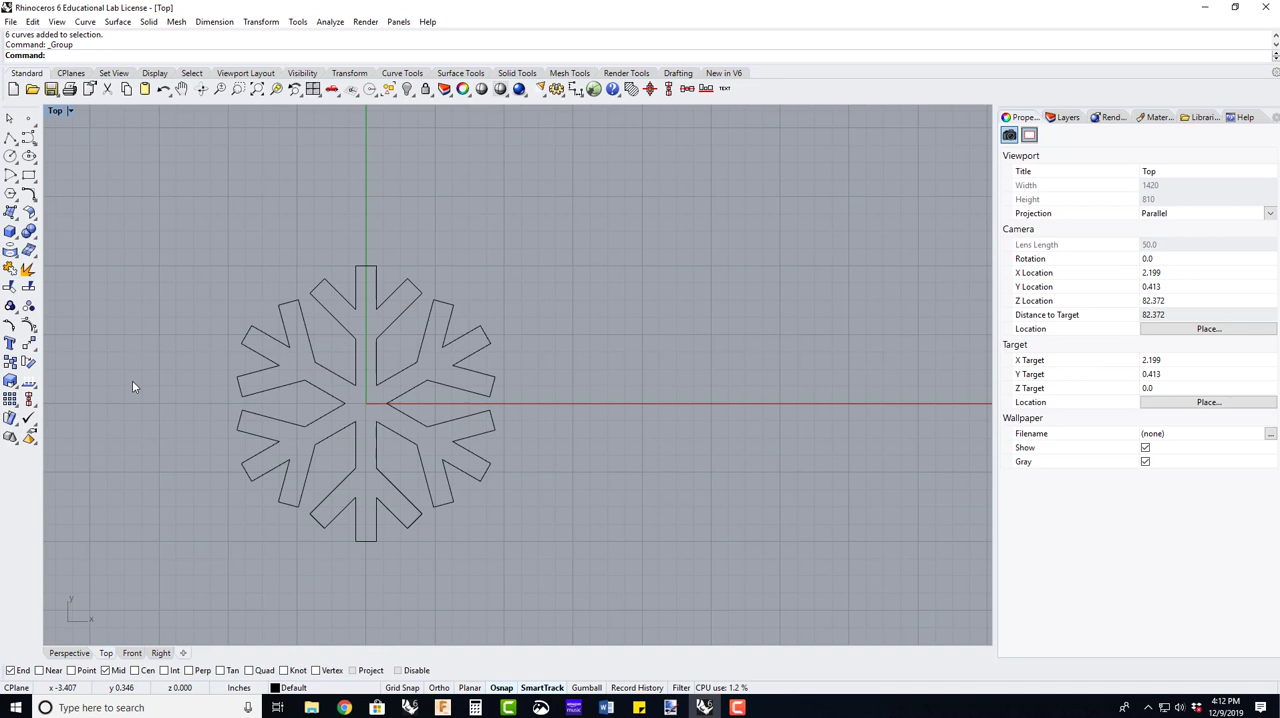 Rhinoceros 6 Educational Lab License - [Top]
File Edit View Curve Surface Solid Mesh Dimension Transform Tools Analyze Render Panels Help
6 curves added to selection.
Command: _Group
Command:
Standard CPlanes Set View Display Select Viewport Layout Visibility Transform Curve Tools Surface Tools Solid Tools Mesh Tools Render Tools Drafting New in V6
TEXT
Top
Prope... Layers Rend... Mater... Librari... Help
Viewport
Title Top
Width 1420
Height 810
Projection Parallel
Camera
Lens Length 50.0
Rotation 0.0
X Location 2.199
Y Location 0.413
Z Location 82.372
Distance to Target 82.372
Location Place...
Target
X Target 2.199
Y Target 0.413
Z Target 0.0
Location Place...
Wallpaper
Filename (none) ...
Show
Gray
y
x
Perspective Top Front Right
End Near Point Mid Cen Int Perp Tan Quad Knot Vertex Project Disable
CPlane x -3.407 y 0.346 z 0.000 Inches Default Grid Snap Ortho Planar Osnap SmartTrack Gumball Record History Filter CPU use: 1.2 %
Type here to search
4:12 PM
12/9/2019